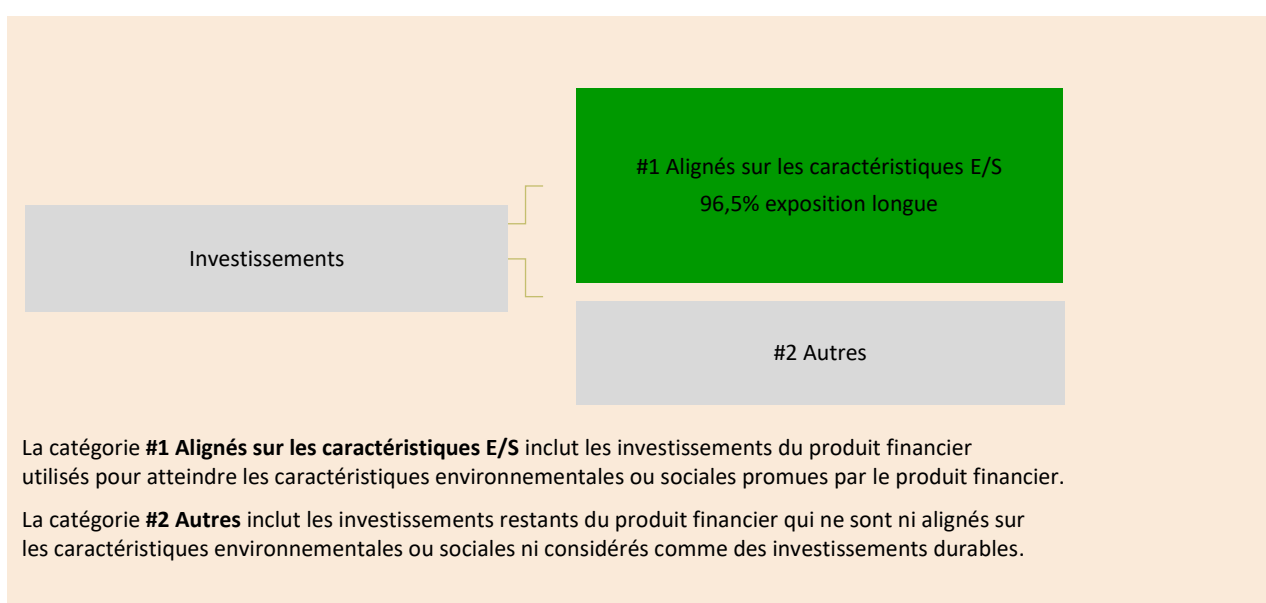 #1 Alignés sur les caractéristiques E/S
96,5% exposition longue
Investissements
#2 Autres
La catégorie #1 Alignés sur les caractéristiques E/S inclut les investissements du produit financier
utilisés pour atteindre les caractéristiques environnementales ou sociales promues par le produit financier.
La catégorie #2 Autres inclut les investissements restants du produit financier qui ne sont ni alignés sur
les caractéristiques environnementales ou sociales ni considérés comme des investissements durables.